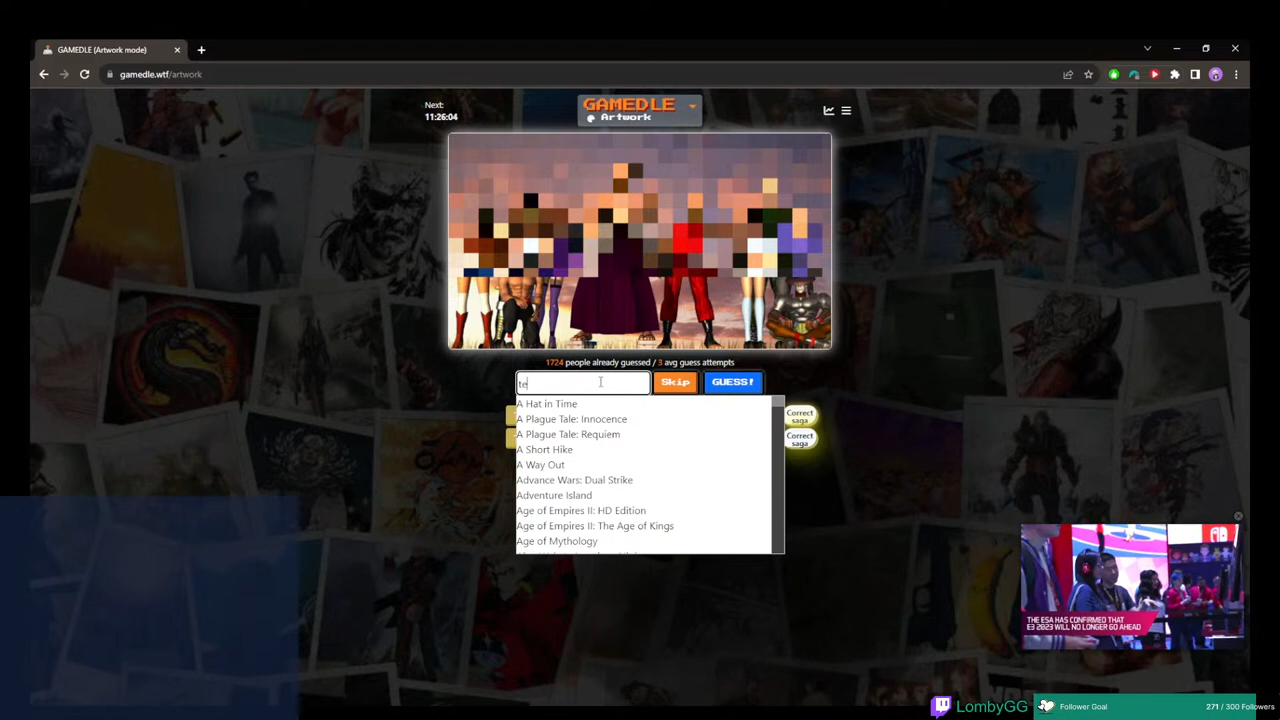 GAMEDLE (Artwork mode)
gamedle.wtf/artwork
Next:
11:26:04
GAMEDLE
Artwork
1724 people already guessed / 3 avg guess attempts
te
Skip
GUESS!
A Hat in Time
A Plague Tale: Innocence
A Plague Tale: Requiem
A Short Hike
A Way Out
Advance Wars: Dual Strike
Adventure Island
Age of Empires II: HD Edition
Age of Empires II: The Age of Kings
Age of Mythology
Correct
saga
Correct
saga
THE ESA HAS CONFIRMED THAT
E3 2023 WILL NO LONGER GO AHEAD
LombyGG
Follower Goal
271 / 300 Followers